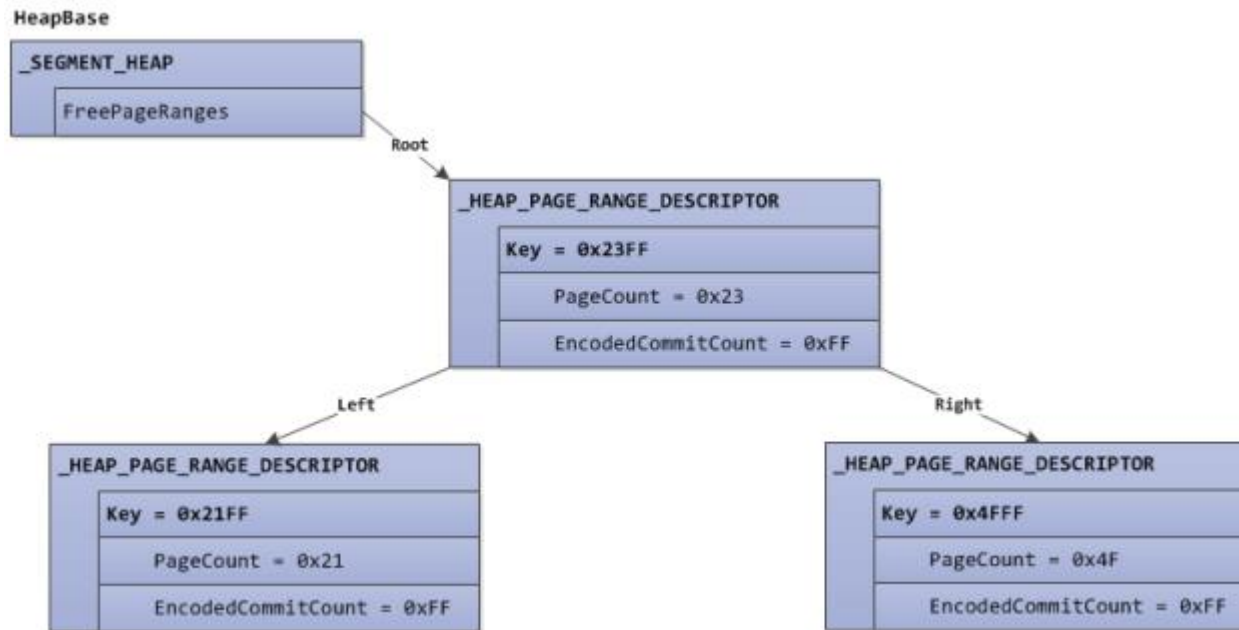 HeapBase
_SEGMENT_HEAP
FreePageRanges
Root
_HEAP_PAGE_RANGE_DESCRIPTOR
Key = 0x23FF
PageCount = 0x23
EncodedCommitCount = 0xFF
Left
Right
_HEAP_PAGE_RANGE_DESCRIPTOR
Key = 0x21FF
PageCount = 0x21
EncodedCommitCount = 0xFF
_HEAP_PAGE_RANGE_DESCRIPTOR
Key = 0x4FFF
PageCount = 0x4F
EncodedCommitCount = 0xFF